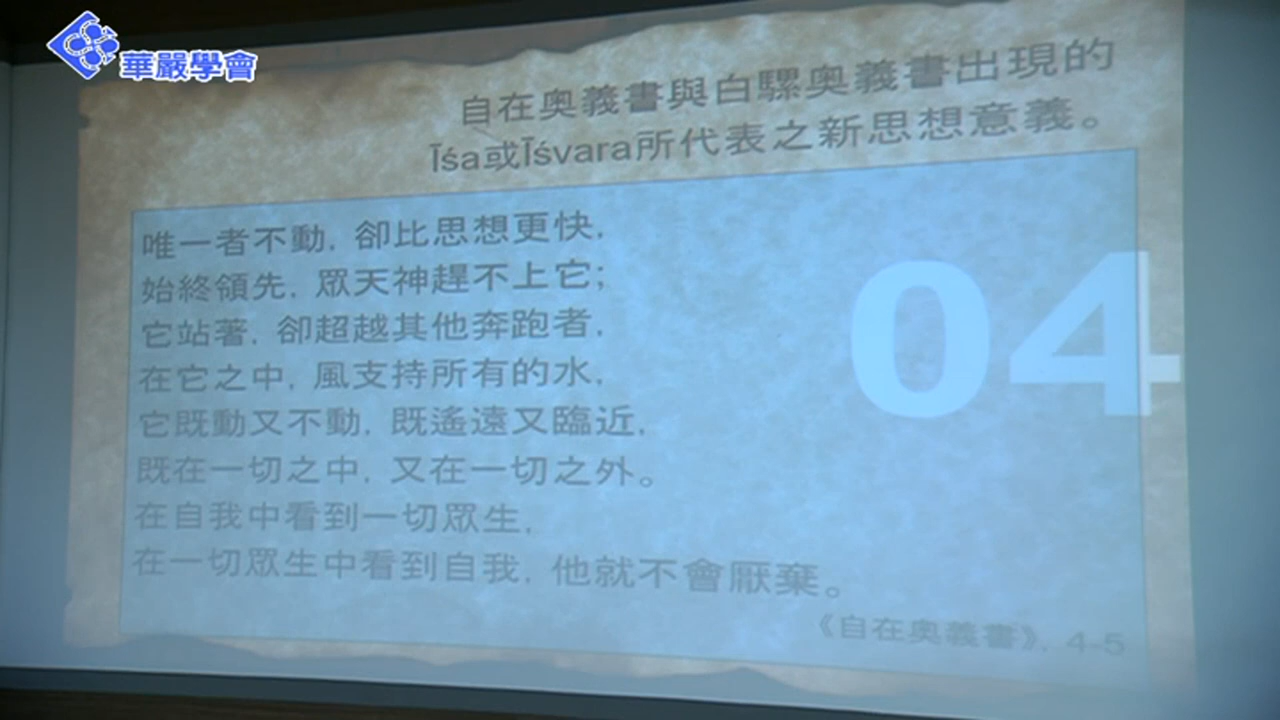 華嚴學會
自在奧義書與白騾奧義書出現的
Īśa或Īśvara所代表之新思想意義。
04
唯一者不動, 卻比思想更快,
始終領先, 眾天神趕不上它;
它站著, 卻超越其他奔跑者,
在它之中, 風支持所有的水,
它既動又不動, 既遙遠又臨近,
既在一切之中, 又在一切之外。
在自我中看到一切眾生,
在一切眾生中看到自我, 他就不會厭棄。
《自在奧義書》, 4-5